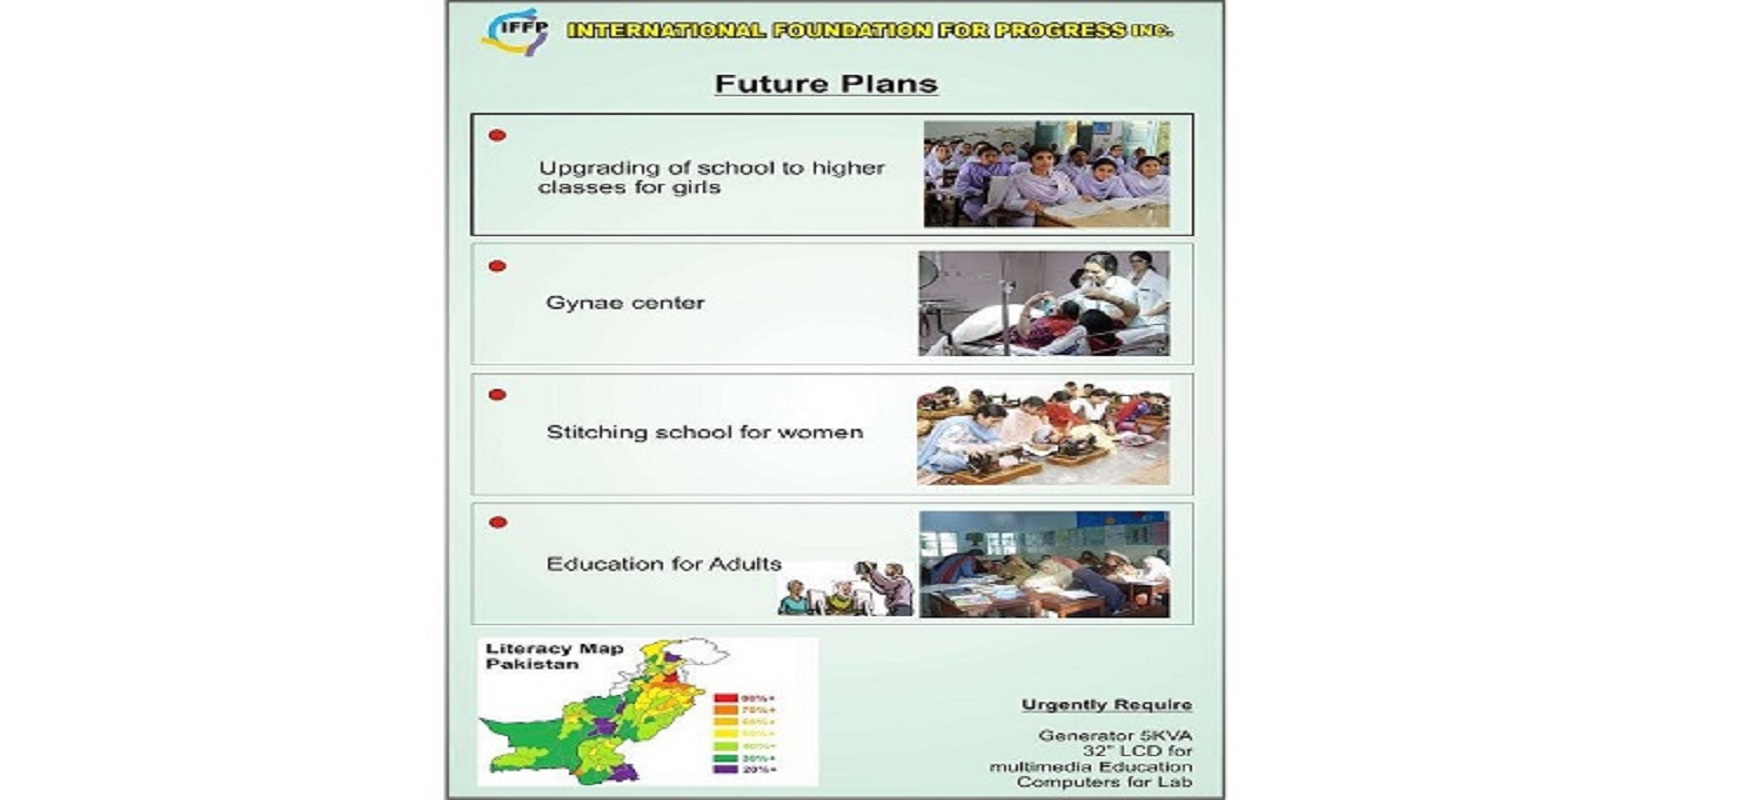 IFFP
INTERNATIONAL FOUNDATION FOR PROGRESS INC.
Future Plans
Upgrading of school to higher
classes for girls
Gynae center
Stitching school for women
Education for Adults
Literacy Map
Pakistan
80%+
70%+
60%+
50%+
40%+
30%+
20%+
Urgently Require
Generator 5KVA
32" LCD for
multimedia Education
Computers for Lab